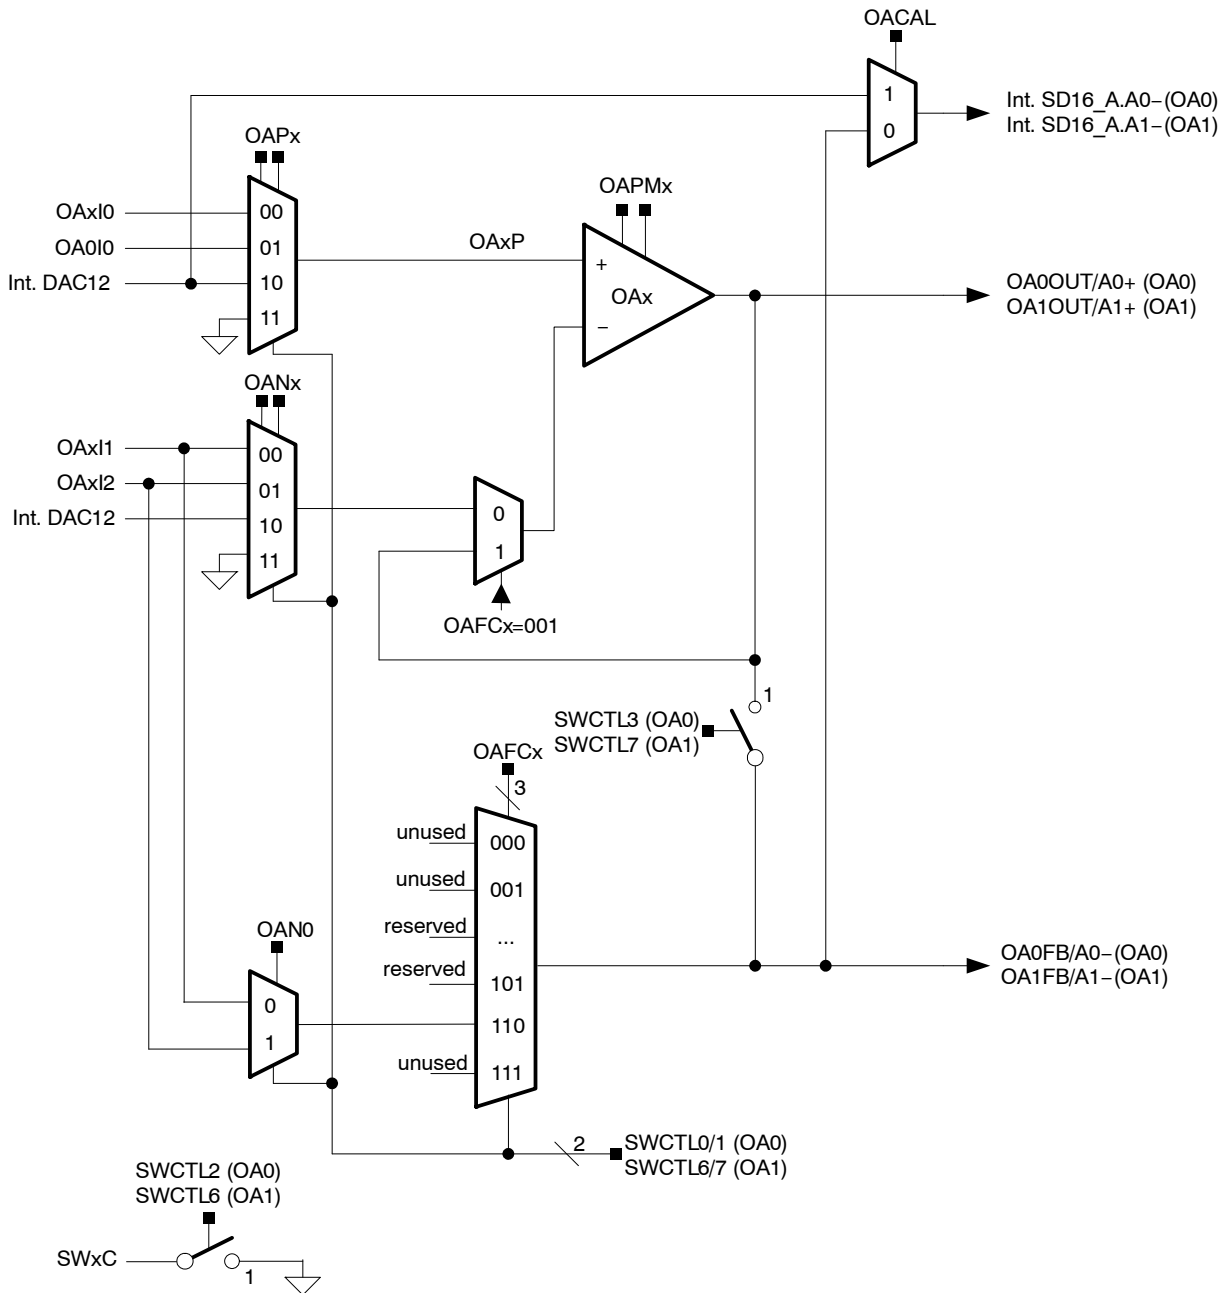 OACAL
1
0
Int. SD16_A.A0−(OA0)
Int. SD16_A.A1−(OA1)
OAPx
OAxI0
OA0I0
Int. DAC12
00
01
10
11
OAxP
OAPMx
+
OAx
−
OA0OUT/A0+ (OA0)
OA1OUT/A1+ (OA1)
OANx
OAxI1
OAxI2
Int. DAC12
00
01
10
11
0
1
OAFCx=001
1
SWCTL3 (OA0)
SWCTL7 (OA1)
OAFCx
3
unused
000
unused
001
reserved
...
reserved
101
110
unused
111
OAN0
0
1
OA0FB/A0−(OA0)
OA1FB/A1−(OA1)
2
SWCTL0/1 (OA0)
SWCTL6/7 (OA1)
SWCTL2 (OA0)
SWCTL6 (OA1)
SWxC
1